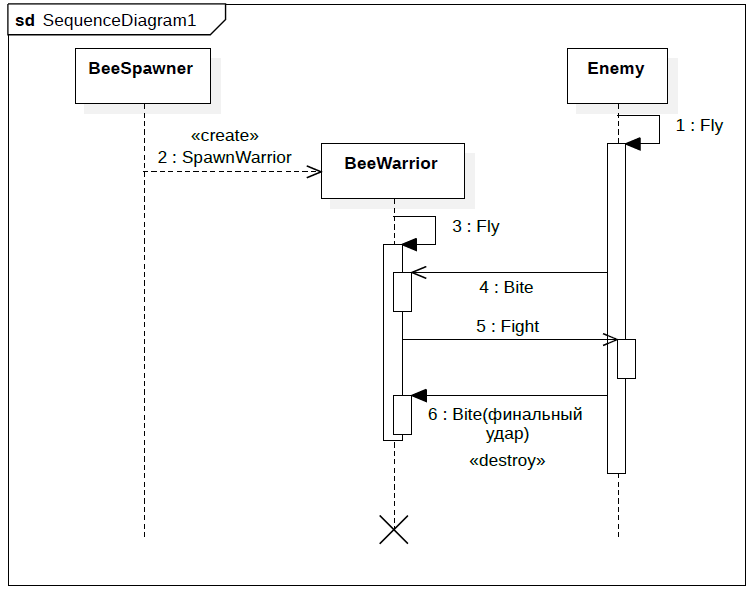 sd SequenceDiagram1
BeeSpawner
Enemy
1 : Fly
«create»
2 : SpawnWarrior
BeeWarrior
3 : Fly
4 : Bite
5 : Fight
6 : Bite(финальный
удар)
«destroy»